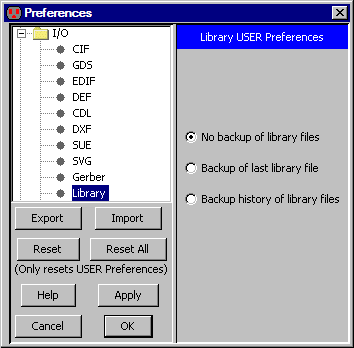 Preferences
I/O
CIF
GDS
EDIF
DEF
CDL
DXF
SUE
SVG
Gerber
Library
Export Import
Reset Reset All
(Only resets USER Preferences)
Help Apply
Cancel OK
Library USER Preferences
No backup of library files
Backup of last library file
Backup history of library files